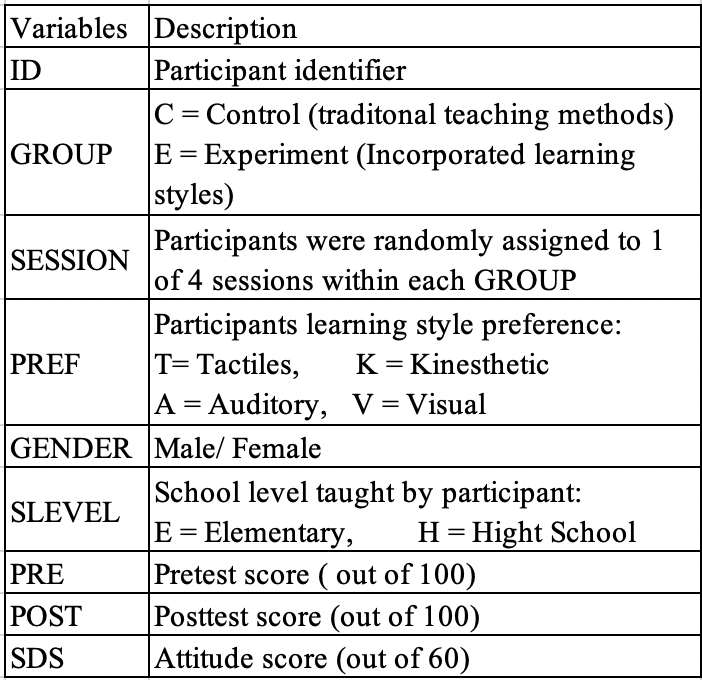 Variables Description
ID Participant identifier
GROUP C = Control (traditonal teaching methods)
E = Experiment (Incorporated learning
styles)
SESSION Participants were randomly assigned to 1
of 4 sessions within each GROUP
PREF Participants learning style preference:
T= Tactiles, K = Kinesthetic
A = Auditory, V = Visual
GENDER Male/ Female
SLEVEL School level taught by participant:
E = Elementary, H = Hight School
PRE Pretest score ( out of 100)
POST Posttest score (out of 100)
SDS Attitude score (out of 60)